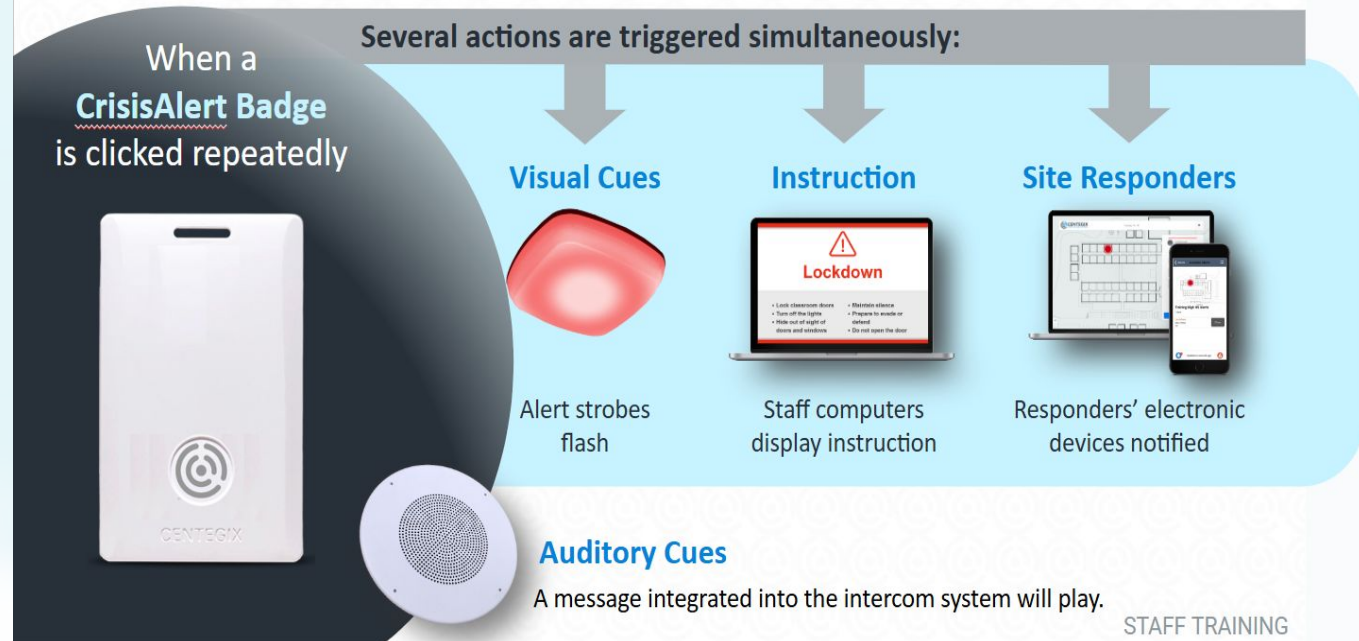 When a
CrisisAlert Badge
is clicked repeatedly
CENTEGIX
Several actions are triggered simultaneously:
Visual Cues
Alert strobes
flash
Instruction
Lockdown
• Lock classroom doors
• Turn off the lights
• Hide out of sight of
doors and windows
• Maintain silence
• Prepare to evade or
defend
• Do not open the door
Staff computers
display instruction
Site Responders
CENTEGIX
Responders’ electronic
devices notified
Auditory Cues
A message integrated into the intercom system will play.
STAFF TRAINING